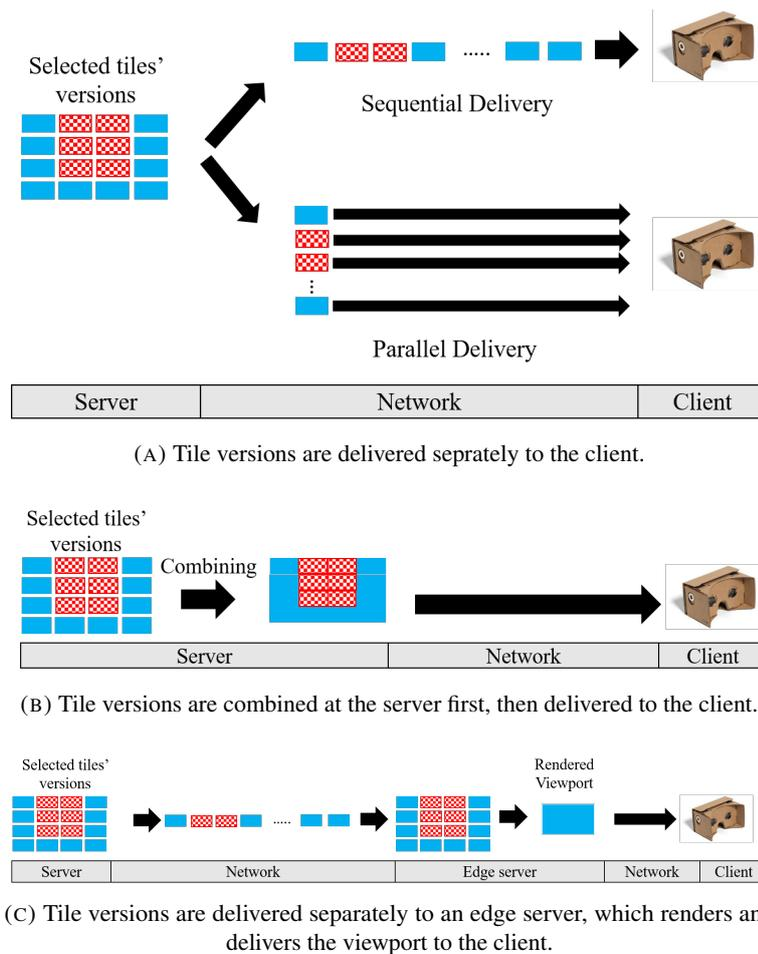 Selected tiles’
versions
.....
Sequential Delivery
Parallel Delivery
Server Network Client
(A) Tile versions are delivered seprately to the client.
Selected tiles’
versions
Combining
Server Network Client
(B) Tile versions are combined at the server first, then delivered to the client.
Selected tiles’
versions
Rendered
Viewport
.....
Server Network Edge server Network Client
(C) Tile versions are delivered separately to an edge server, which renders an
delivers the viewport to the client.